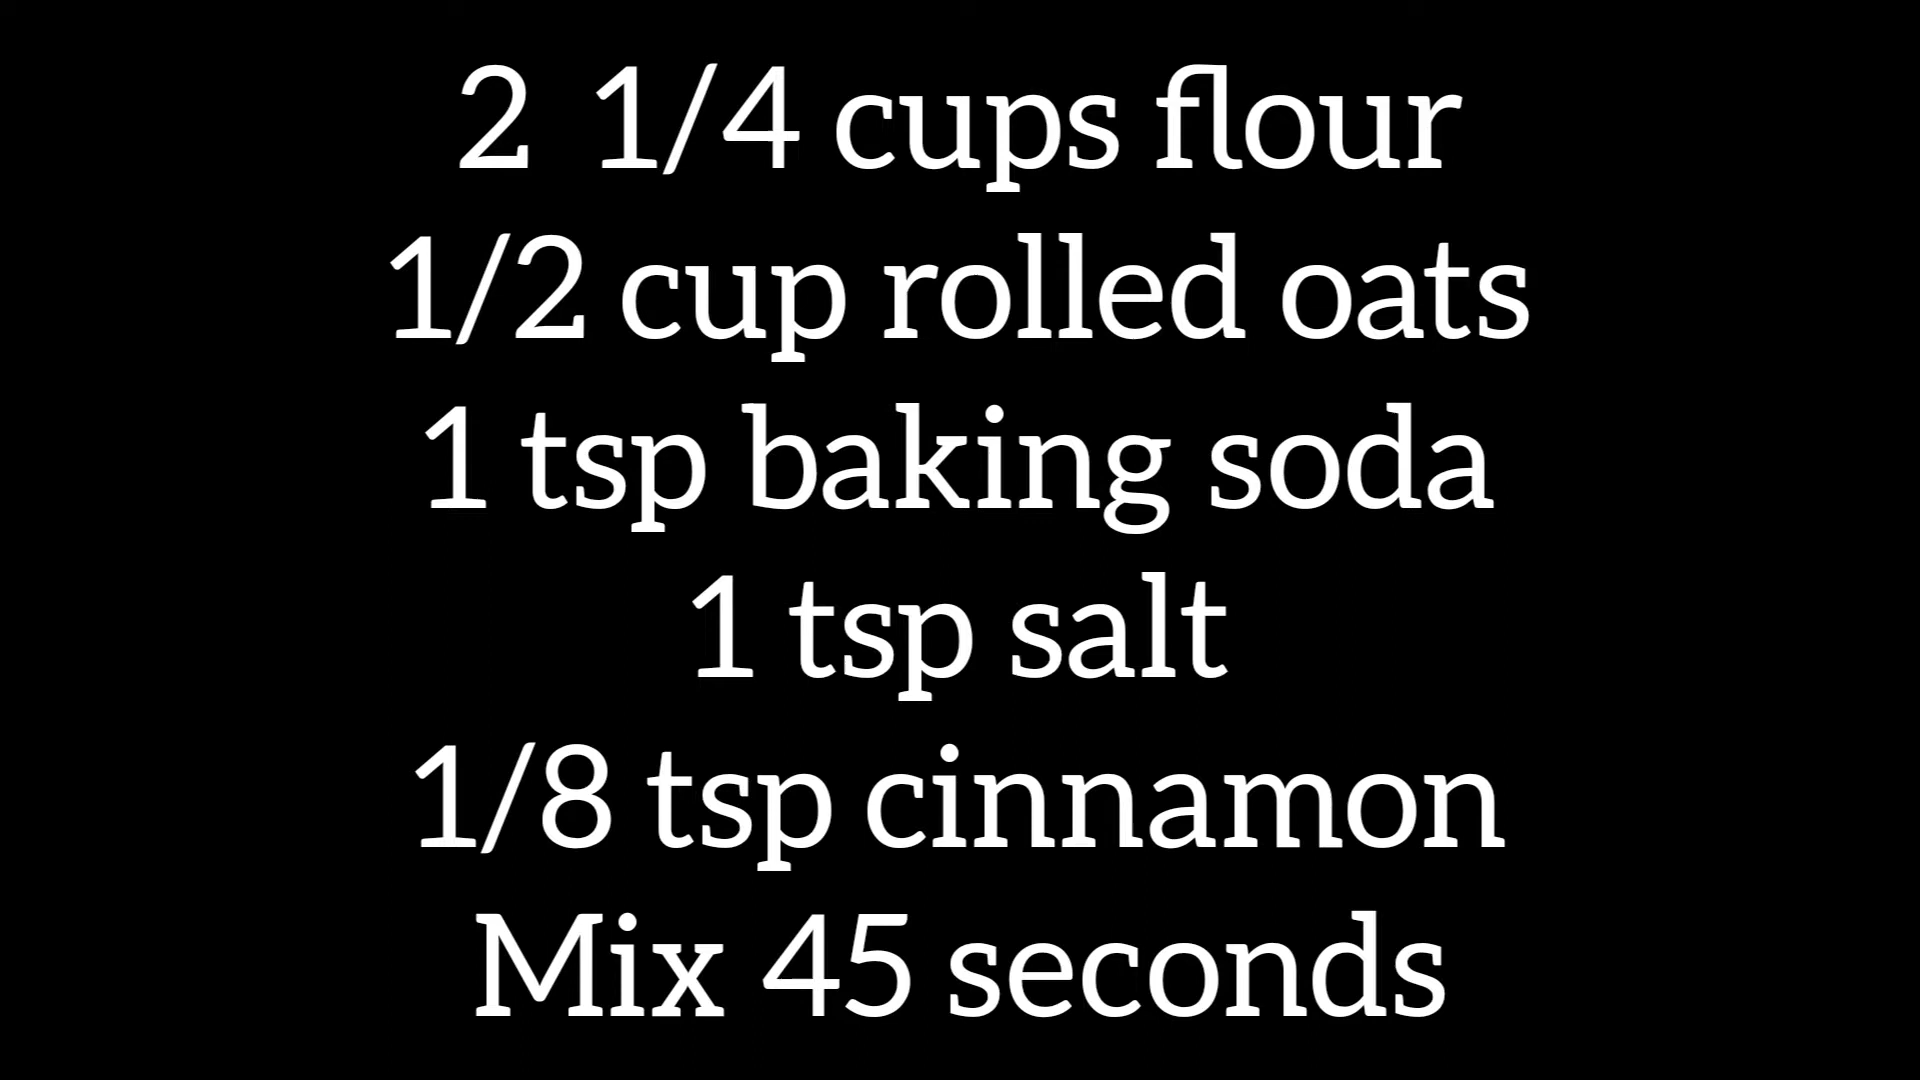 2 1/4 cups flour
1/2 cup rolled oats
1 tsp baking soda
1 tsp salt
1/8 tsp cinnamon
Mix 45 seconds